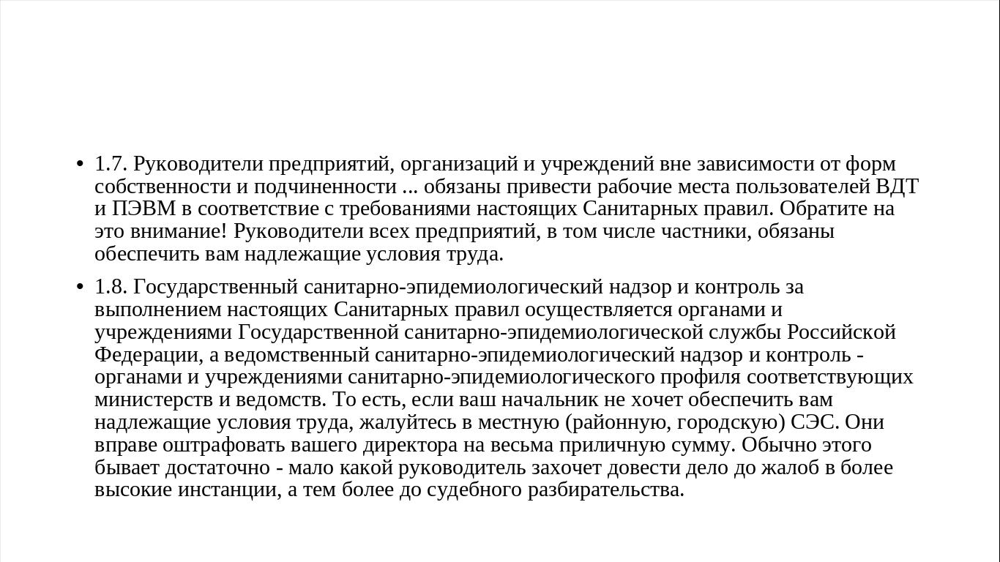 • 1.7. Руководители предприятий, организаций и учреждений вне зависимости от форм
собственности и подчиненности ... обязаны привести рабочие места пользователей ВДТ
и ПЭВМ в соответствие с требованиями настоящих Санитарных правил. Обратите на
это внимание! Руководители всех предприятий, в том числе частники, обязаны
обеспечить вам надлежащие условия труда.
• 1.8. Государственный санитарно-эпидемиологический надзор и контроль за
выполнением настоящих Санитарных правил осуществляется органами и
учреждениями Государственной санитарно-эпидемиологической службы Российской
Федерации, а ведомственный санитарно-эпидемиологический надзор и контроль -
органами и учреждениями санитарно-эпидемиологического профиля соответствующих
министерств и ведомств. То есть, если ваш начальник не хочет обеспечить вам
надлежащие условия труда, жалуйтесь в местную (районную, городскую) СЭС. Они
вправе оштрафовать вашего директора на весьма приличную сумму. Обычно этого
бывает достаточно - мало какой руководитель захочет довести дело до жалоб в более
высокие инстанции, а тем более до судебного разбирательства.